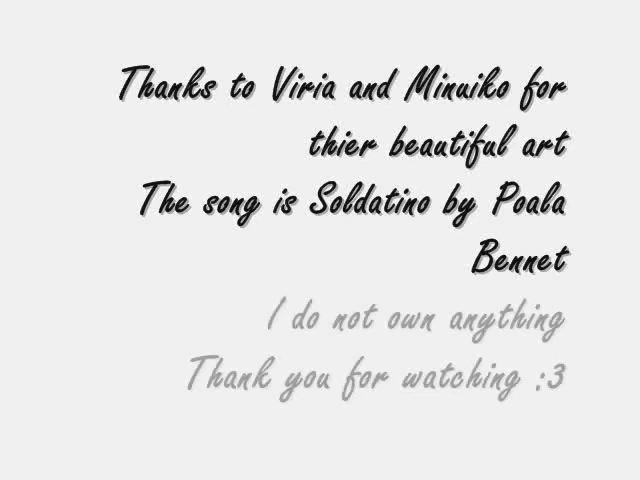 Thanks to Viria and Minuiko for
thier beautiful art
The song is Soldatino by Poala
Bennet
I do not own anything
Thank you for watching :3